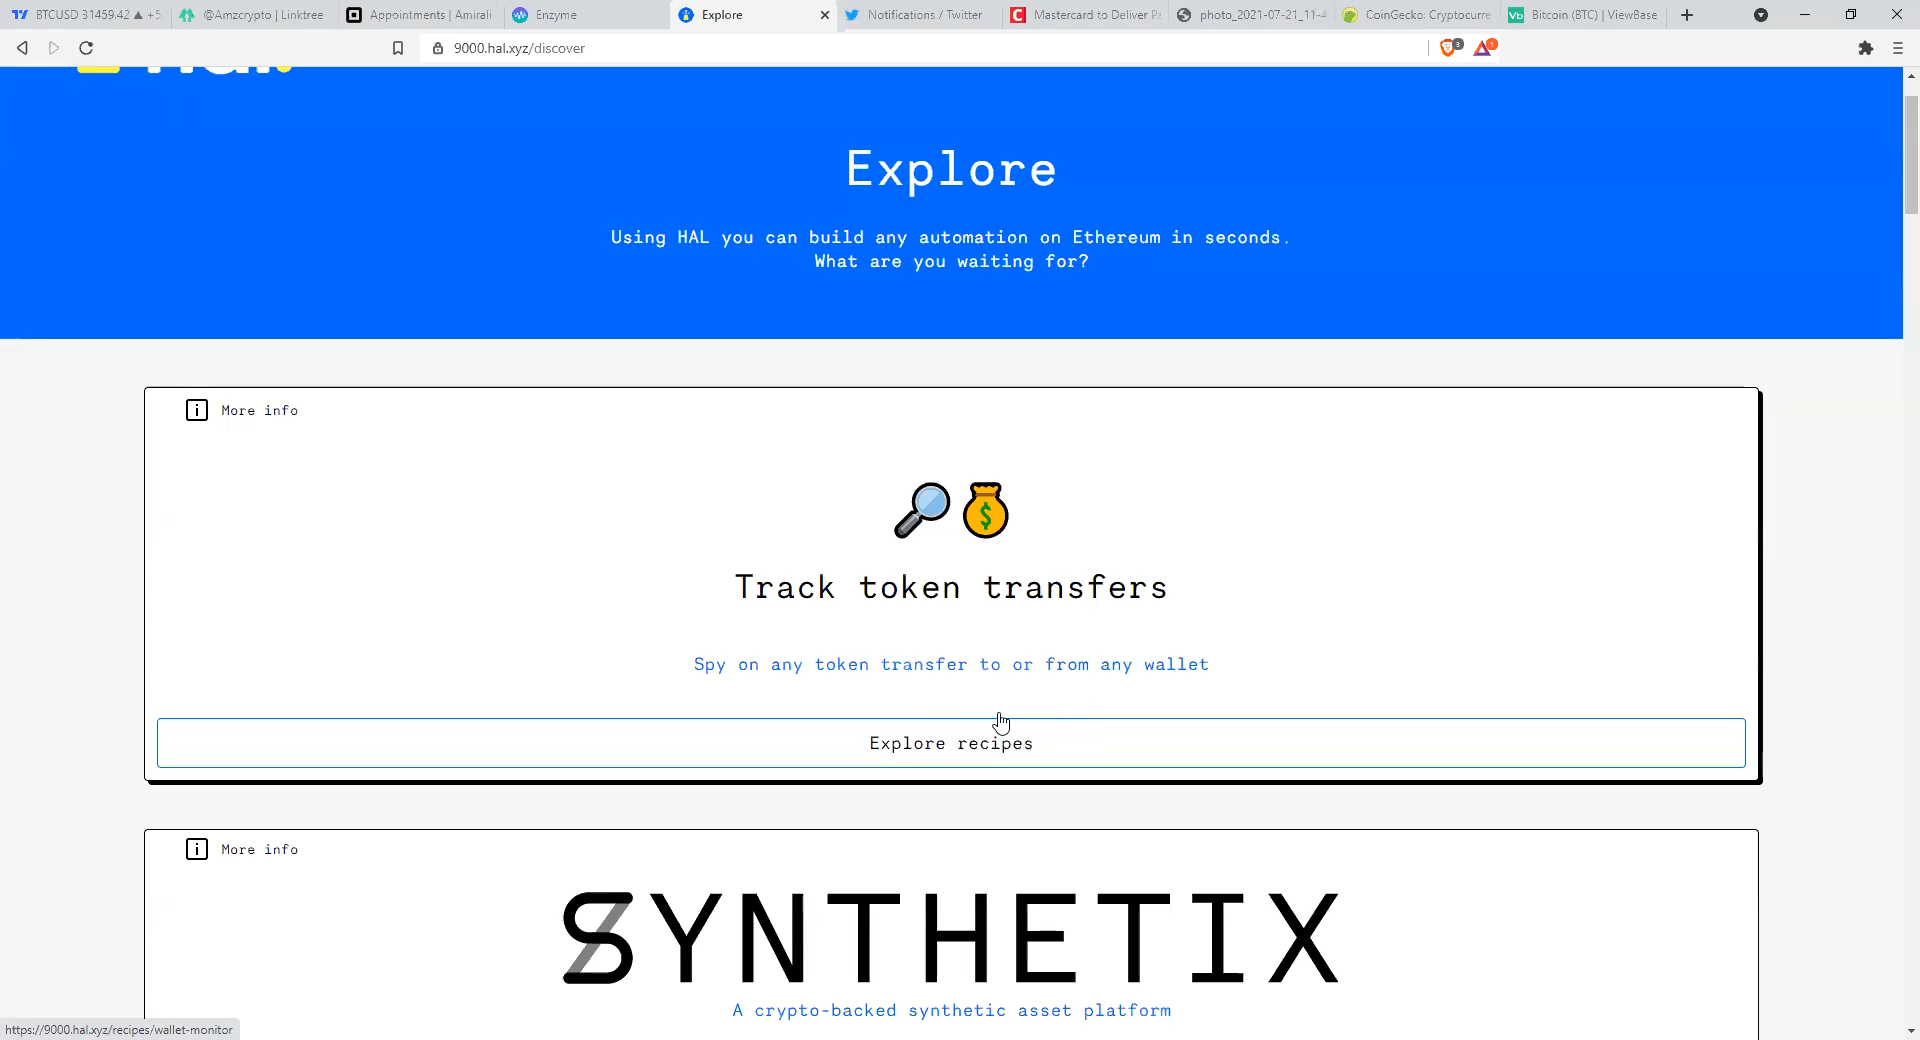 BTCUSD 31459.42 ▲ +5.
@Amzcrypto | Linktree
Appointments | Amirali
Enzyme
Explore
Notifications / Twitter
Mastercard to Deliver Pa
photo_2021-07-21_11-4
CoinGecko: Cryptocurre
Vb
Bitcoin (BTC) | ViewBase
9000.hal.xyz/discover
3
1
Explore
Using HAL you can build any automation on Ethereum in seconds.
What are you waiting for?
i More info
$
Track token transfers
Spy on any token transfer to or from any wallet
Explore recipes
i More info
SYNTHETIX
A crypto-backed synthetic asset platform
https://9000.hal.xyz/recipes/wallet-monitor